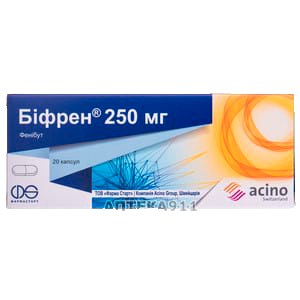 Біфрен® 250 мг
Фенібут
20 капсул
ФАРМАСТАРТ
acino
Switzerland
ТОВ «Фарма Старт» | Компанія Acino Group, Швейцарія
АПТЕКА911